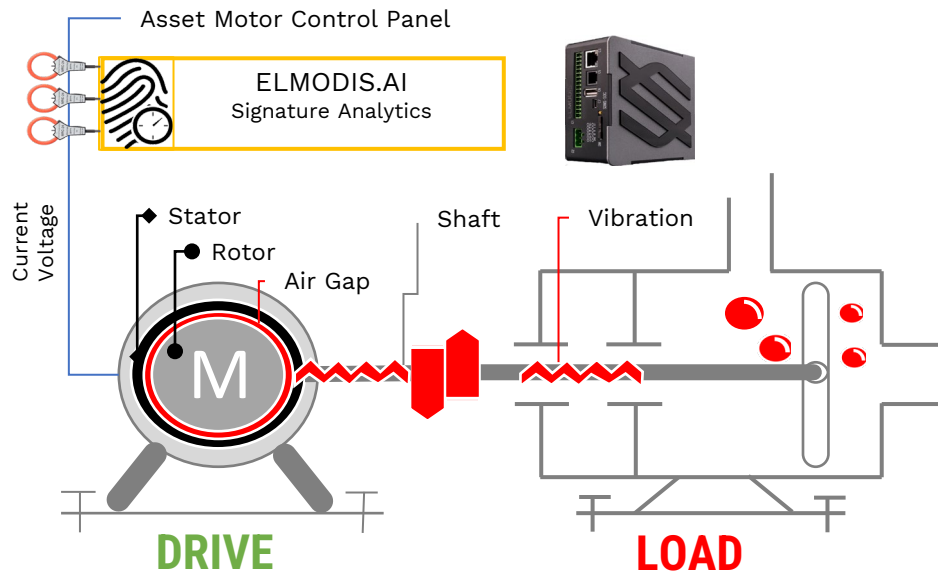 Asset Motor Control Panel
ELMODIS.AI
Signature Analytics
Current
Voltage
Stator
Rotor
Air Gap
Shaft
Vibration
M
DRIVE
LOAD